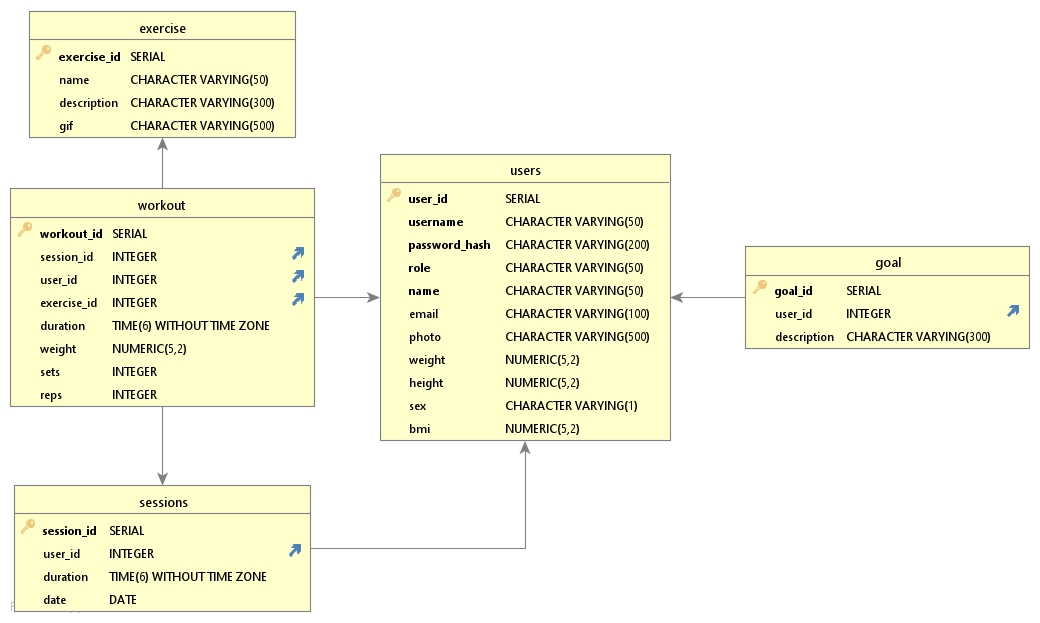 exercise
exercise_id SERIAL
name CHARACTER VARYING(50)
description CHARACTER VARYING(300)
gif CHARACTER VARYING(500)
workout
workout_id SERIAL
session_id INTEGER
user_id INTEGER
exercise_id INTEGER
duration TIME(6) WITHOUT TIME ZONE
weight NUMERIC(5,2)
sets INTEGER
reps INTEGER
users
user_id SERIAL
username CHARACTER VARYING(50)
password_hash CHARACTER VARYING(200)
role CHARACTER VARYING(50)
name CHARACTER VARYING(50)
email CHARACTER VARYING(100)
photo CHARACTER VARYING(500)
weight NUMERIC(5,2)
height NUMERIC(5,2)
sex CHARACTER VARYING(1)
bmi NUMERIC(5,2)
goal
goal_id SERIAL
user_id INTEGER
description CHARACTER VARYING(300)
sessions
session_id SERIAL
user_id INTEGER
duration TIME(6) WITHOUT TIME ZONE
date DATE